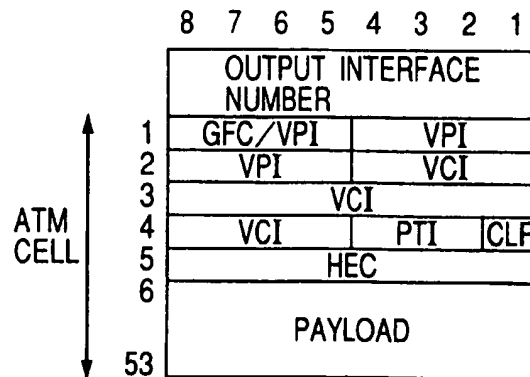 8 7 6 5 4 3 2 1
OUTPUT INTERFACE
NUMBER
1 GFC/VPI VPI
2 VPI VCI
3 VCI
ATM
CELL
4 VCI PTI CLP
5 HEC
6
PAYLOAD
53